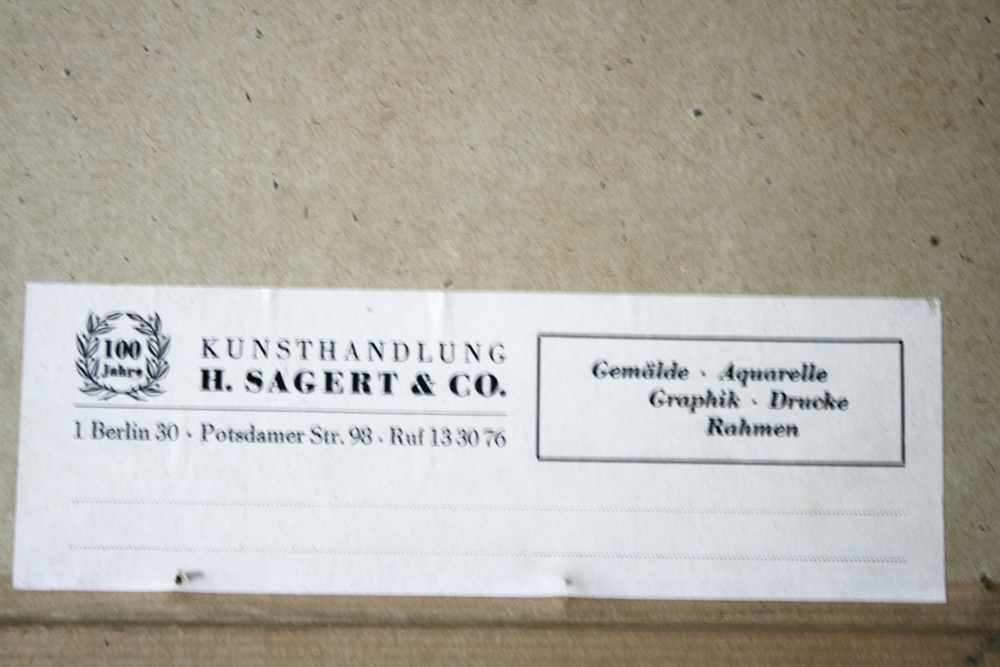 100
Jahre
KUNSTHANDLUNG
H. SAGERT & CO.
1 Berlin 30 · Potsdamer Str. 98 · Ruf 13 30 76
Gemälde · Aquarelle
Graphik · Drucke
Rahmen